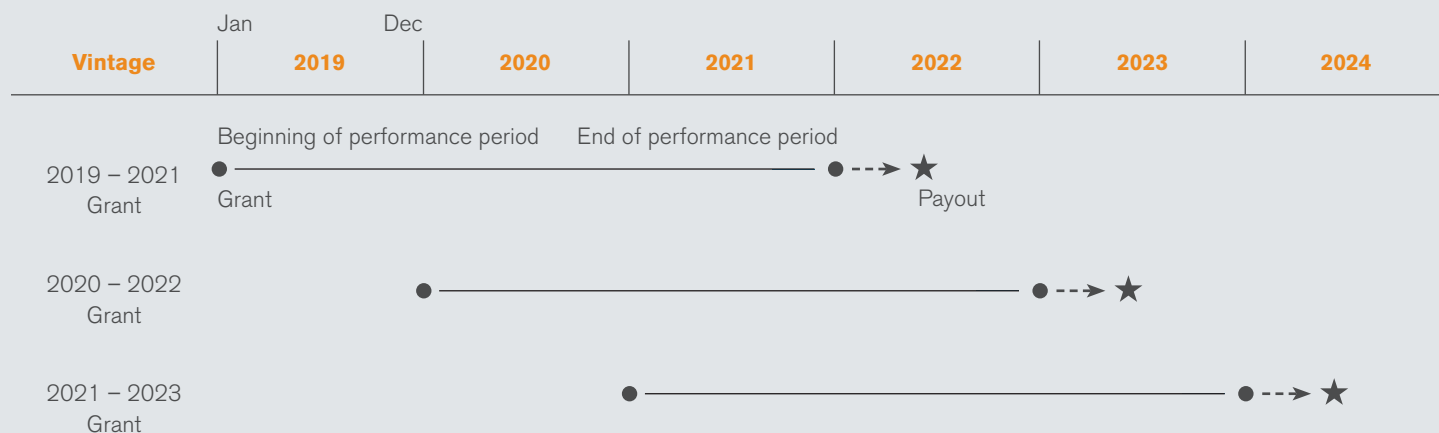 Jan Dec
Vintage 2019 2020 2021 2022 2023 2024
Beginning of performance period End of performance period
2019 – 2021
Grant
Grant
Payout
2020 – 2022
Grant
2021 – 2023
Grant